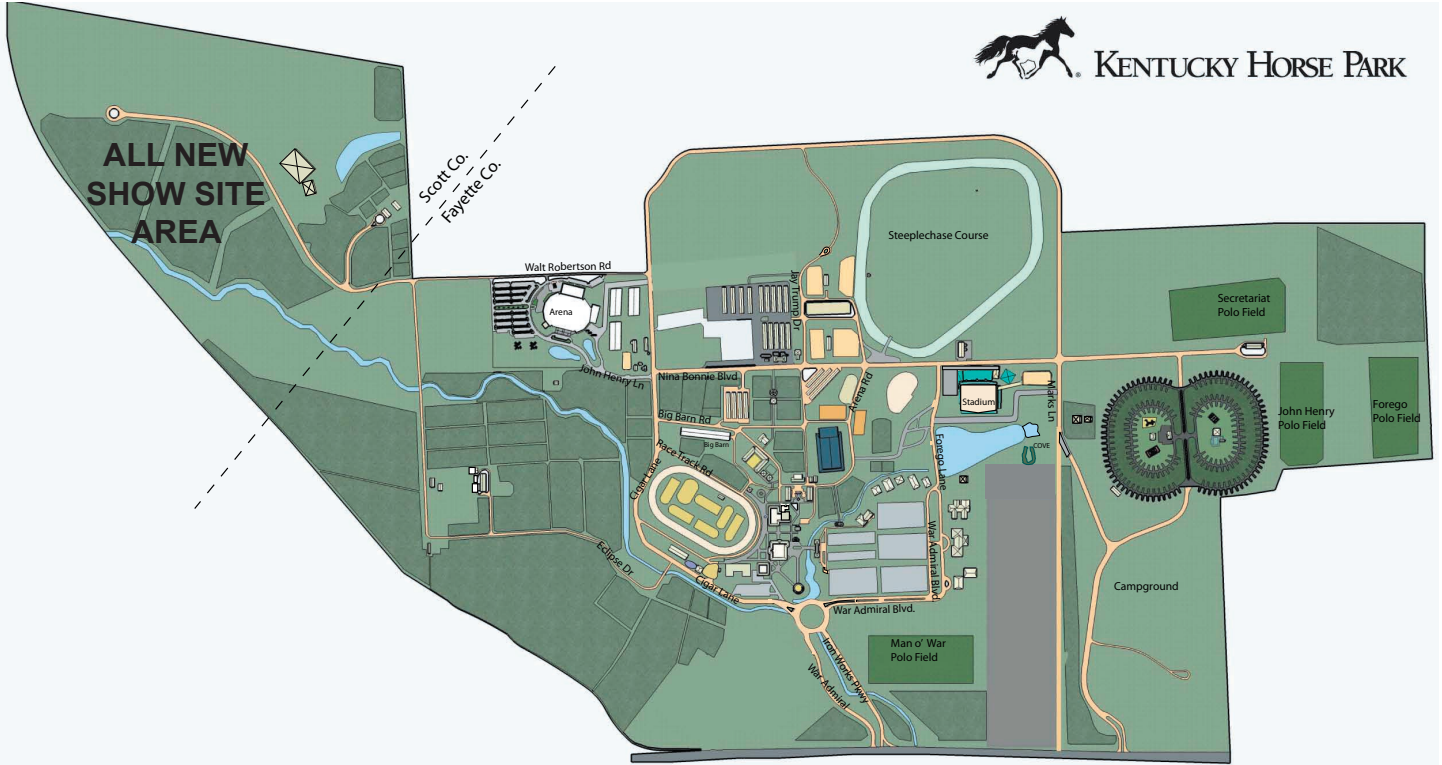 KENTUCKY HORSE PARK
ALL NEW
SHOW SITE
AREA
Scott Co.
Fayette Co.
Walt Robertson Rd
Arena
Jay Trump Dr
Steeplechase Course
Secretariat
Polo Field
John Henry Ln
Nina Bonnie Blvd
Arena Rd
Stadium
Marks Ln
John Henry
Polo Field
Forego
Polo Field
Big Barn Rd
Big Barn
Race Track Rd
Cigar Lane
Forego Lane
COVE
War Admiral Blvd
Eclipse Dr
Cigar Lane
War Admiral Blvd.
Campground
Man o' War
Polo Field
Iron Works Pkwy
War Admiral